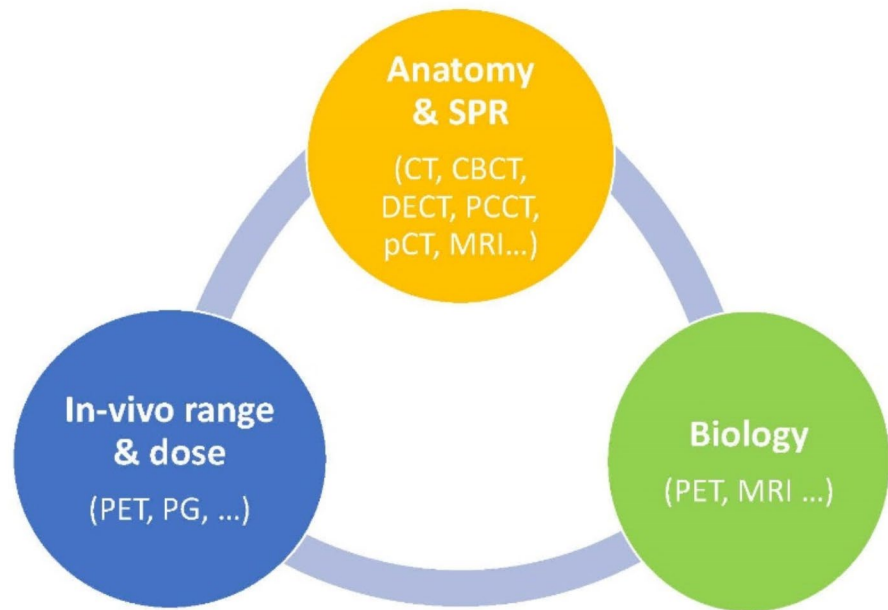 Anatomy
& SPR
(CT, CBCT,
DECT, PCCT,
pCT, MRI...)
In-vivo range
& dose
(PET, PG, ...)
Biology
(PET, MRI ...)